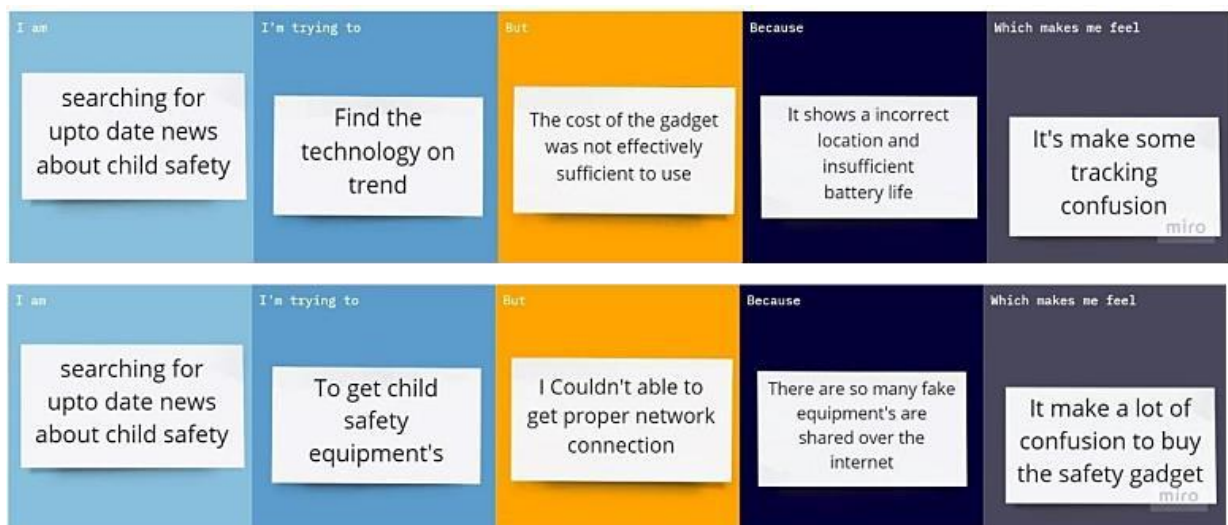 I am
searching for
upto date news
about child safety
I'm trying to
Find the
technology on
trend
But
The cost of the gadget
was not effectively
sufficient to use
Because
It shows a incorrect
location and
insufficient
battery life
Which makes me feel
It's make some
tracking
confusion
miro
I am
searching for
upto date news
about child safety
I'm trying to
To get child
safety
equipment's
But
I Couldn't able to
get proper network
connection
Because
There are so many fake
equipment's are
shared over the
internet
Which makes me feel
It make a lot of
confusion to buy
the safety gadget
miro